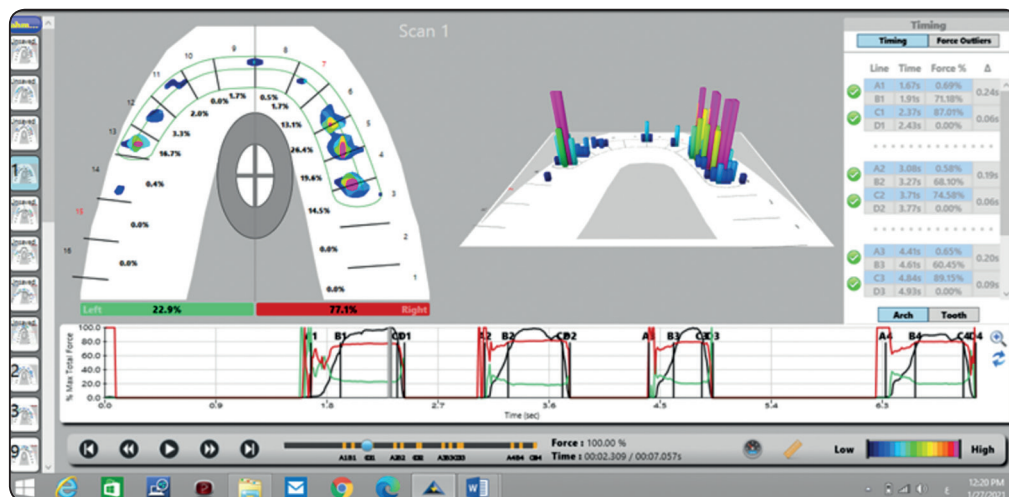 Scan 1
Timing
Timing Force Outliers
Line Time Force % Δ
A1 1.67s 0.69% 0.24s
B1 1.91s 71.18%
C1 2.37s 87.01% 0.06s
D1 2.43s 0.00%
A2 3.08s 0.58% 0.19s
B2 3.27s 68.10%
C2 3.71s 74.58% 0.06s
D2 3.77s 0.00%
A3 4.41s 0.65% 0.20s
B3 4.61s 60.45%
C3 4.84s 89.15% 0.09s
D3 4.93s 0.00%
Arch Tooth
9 8
10 7
11 6
12 5
13 4
14 3
15 2
16 1
1.7% 0.5%
0.0% 1.7%
2.0% 13.1%
3.3% 26.4%
16.7% 19.6%
0.4% 14.5%
0.0% 0.0%
0.0% 0.0%
Left 22.9% 77.1% Right
% Max Total Force
100.0
80.0
60.0
40.0
20.0
0.0
B1 D1 B2 D2 B3 A4 B4
0.0 0.9 1.8 2.7 3.6 4.5 5.4 6.3
Time (sec)
Force : 100.00 %
Time : 00:02.309 / 00:07.057s
Low High
12:20 PM
1/27/2021